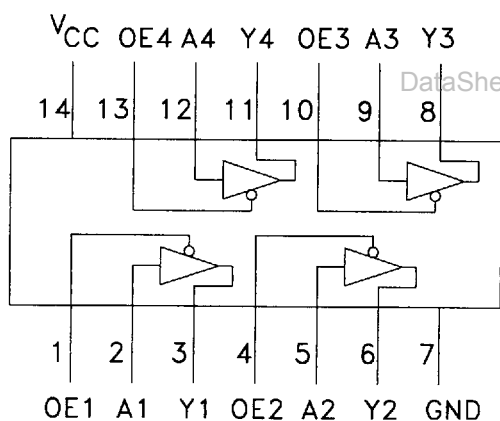 VCC OE4 A4 Y4 OE3 A3 Y3
DataShe
14 13 12 11 10 9 8
1 2 3 4 5 6 7
OE1 A1 Y1 OE2 A2 Y2 GND